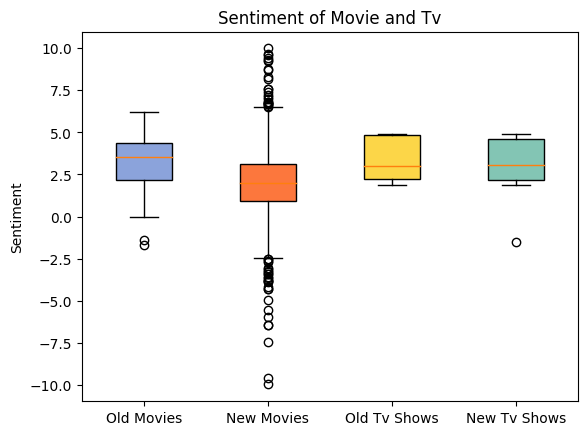 Sentiment of Movie and Tv
10.0
7.5
5.0
2.5
0.0
−2.5
−5.0
−7.5
−10.0
Sentiment
Old Movies
New Movies
Old Tv Shows
New Tv Shows